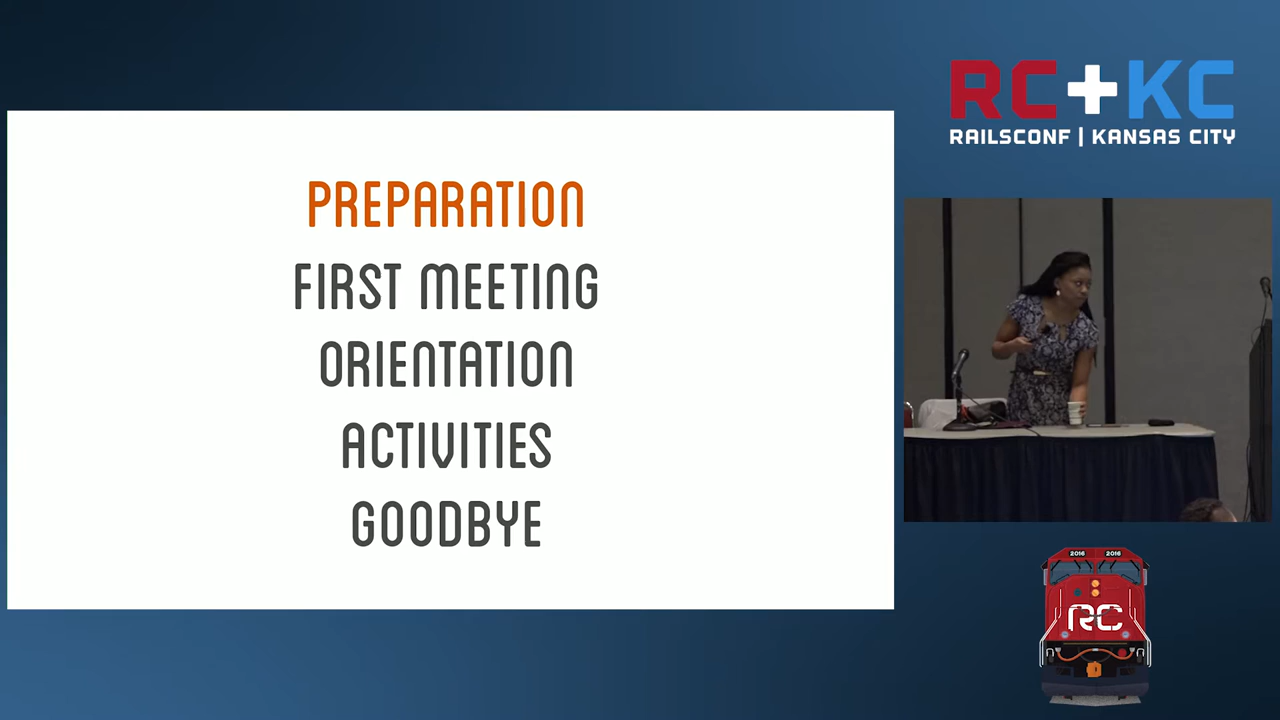 PREPARATION
FIRST MEETING
ORIENTATION
ACTIVITIES
GOODBYE
RC+KC
RAILSCONF | KANSAS CITY
2016 2016
RC